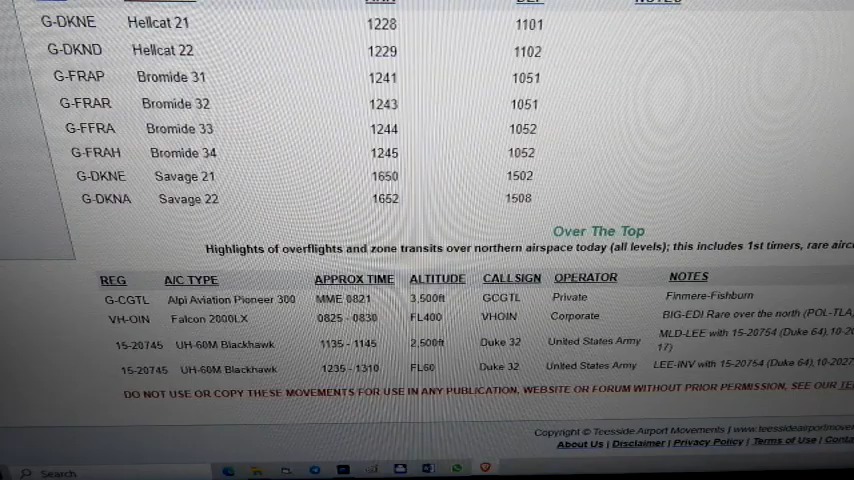 G-DKNE Hellcat 21 1228 1101
G-DKND Hellcat 22 1229 1102
G-FRAP Bromide 31 1241 1051
G-FRAR Bromide 32 1243 1051
G-FFRA Bromide 33 1244 1052
G-FRAH Bromide 34 1245 1052
G-DKNE Savage 21 1650 1502
G-DKNA Savage 22 1652 1508
Over The Top
Highlights of overflights and zone transits over northern airspace today (all levels); this includes 1st timers, rare
REG A/C TYPE APPROX TIME ALTITUDE CALLSIGN OPERATOR NOTES
G-CGTL Alpi Aviation Pioneer 300 MME 0821 3,500ft GCGTL Private Finmere-Fishburn
VH-OIN Falcon 2000LX 0825 - 0830 FL400 VHOIN Corporate BIG-EDI Rare over the north (POL-TLA,
15-20745 UH-60M Blackhawk 1135 - 1145 2,500ft Duke 32 United States Army MLD-LEE with 15-20754 (Duke 64),
17)
15-20745 UH-60M Blackhawk 1235 - 1310 FL60 Duke 32 United States Army LEE-INV with 15-20754 (Duke 64),
DO NOT USE OR COPY THESE MOVEMENTS FOR USE IN ANY PUBLICATION, WEBSITE OR FORUM WITHOUT PRIOR PERMISSION, SEE OUR
Copyright © Teesside Airport Movements |
About Us | Disclaimer | Privacy Policy | Terms of Use |
Search